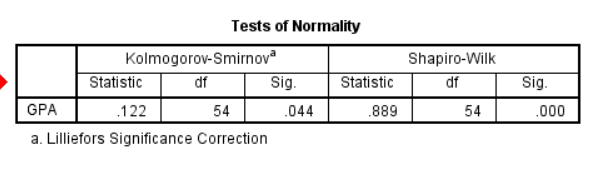 Tests of Normality
Kolmogorov-Smirnovᵃ Shapiro-Wilk
Statistic df Sig. Statistic df Sig.
GPA .122 54 .044 .889 54 .000
a. Lilliefors Significance Correction